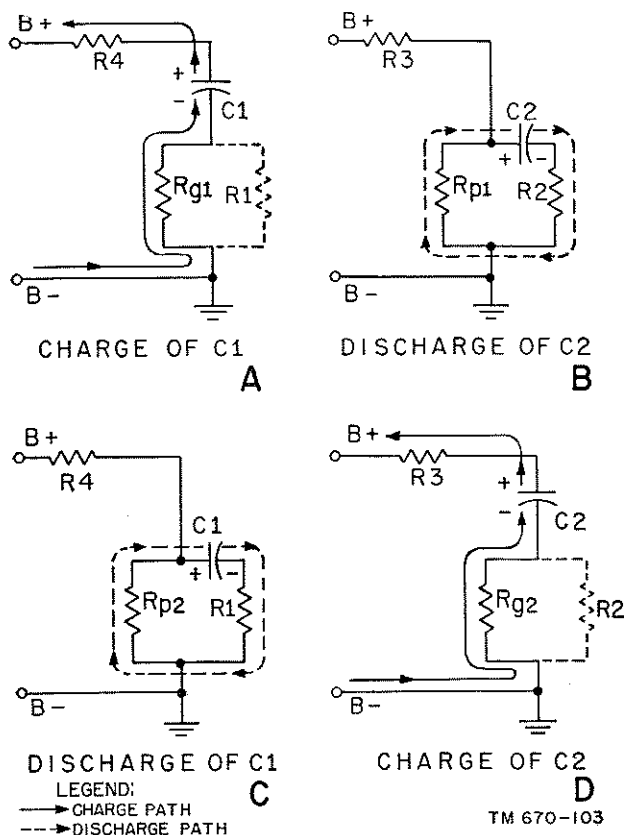 B+
R4
+
-
C1
Rg1
R1
B-
CHARGE OF C1
A
B+
R3
C2
+ -
Rp1
R2
B-
DISCHARGE OF C2
B
B+
R4
C1
+ -
Rp2
R1
B-
DISCHARGE OF C1
C
LEGEND:
CHARGE PATH
DISCHARGE PATH
B+
R3
+
-
C2
Rg2
R2
B-
CHARGE OF C2
D
TM 670-103